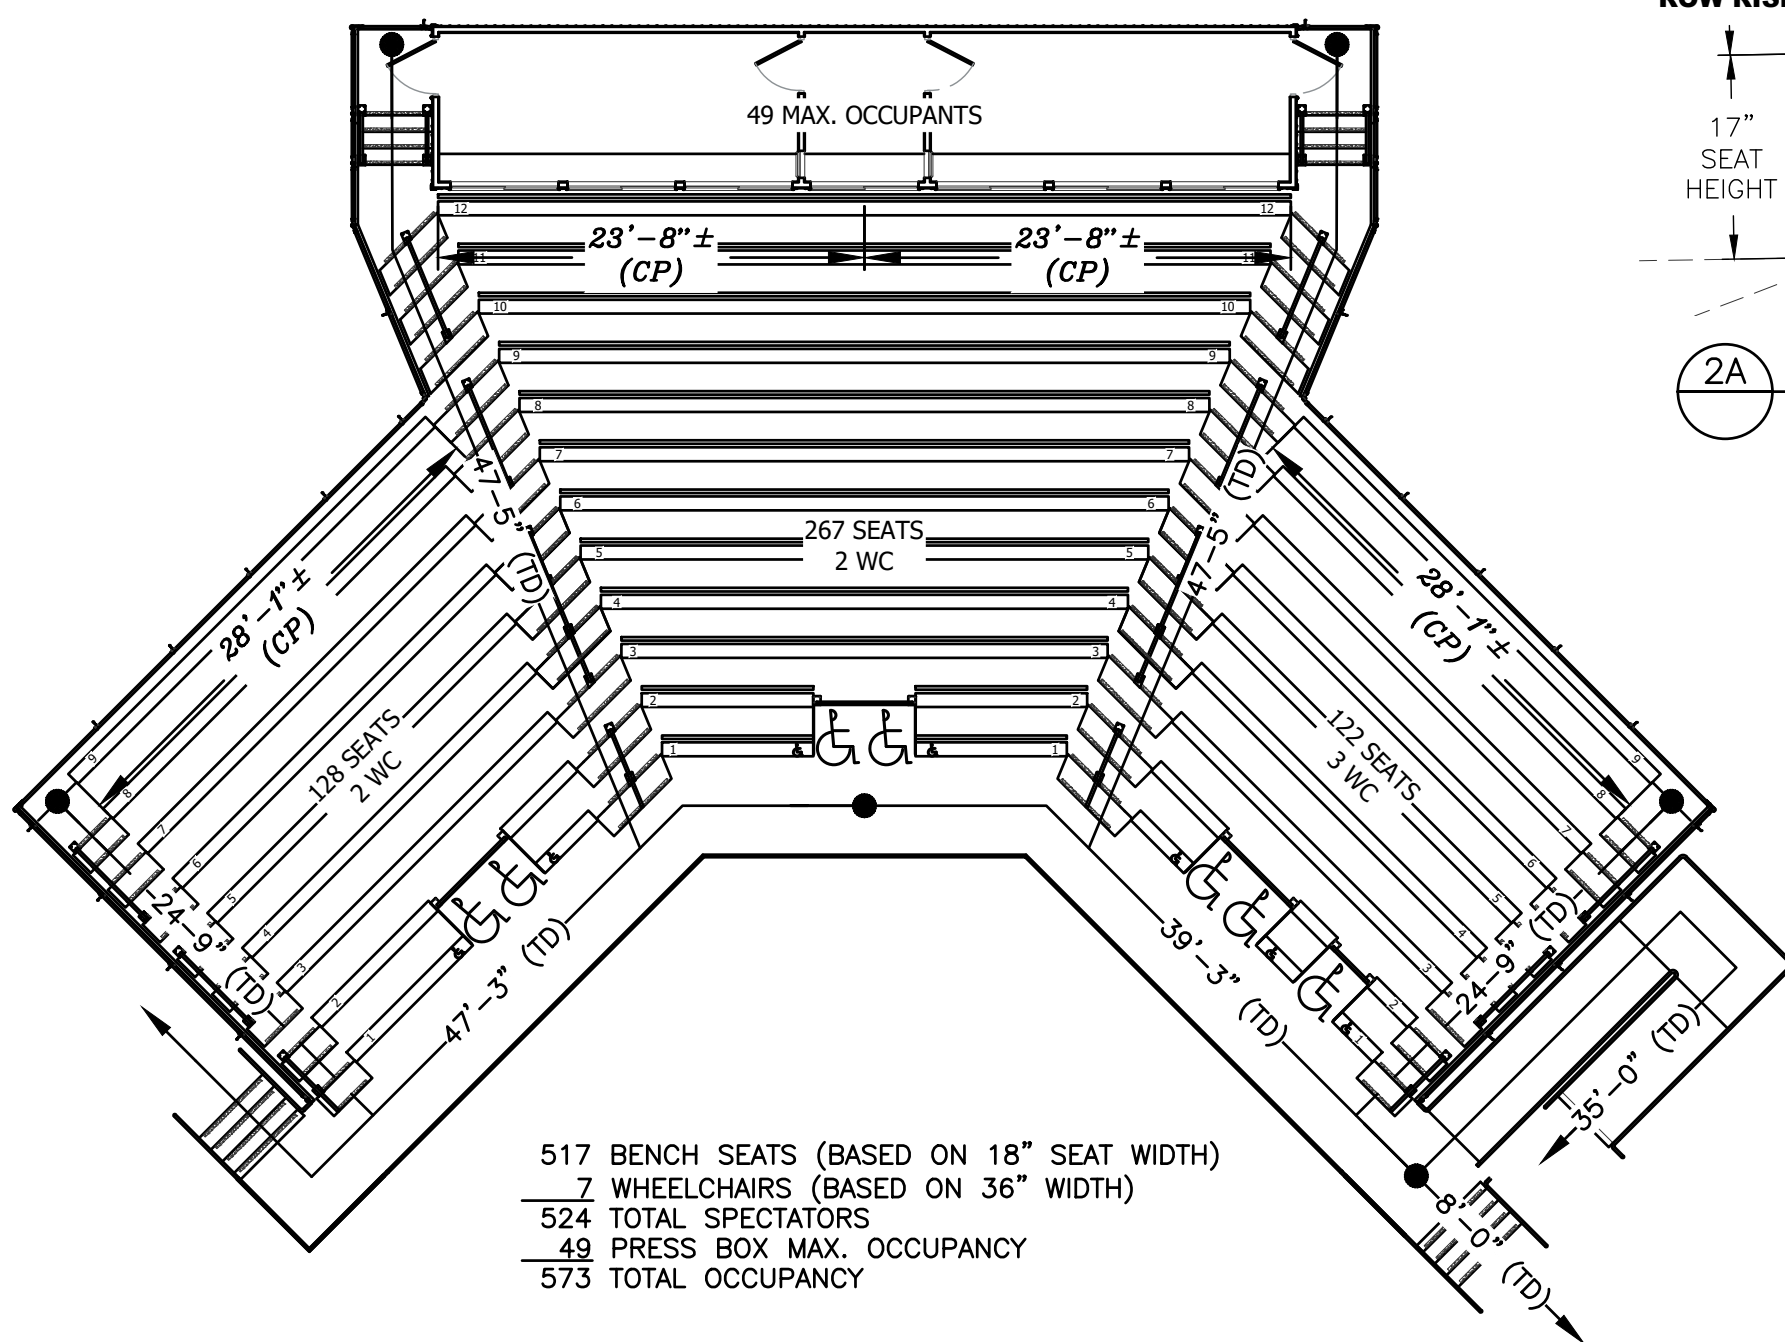 49 MAX. OCCUPANTS
17”
SEAT
HEIGHT
2A
12
12
23'-8”±
(CP)
23'-8”±
(CP)
11
11
10
10
9
9
8
8
7
7
6
6
267 SEATS
2 WC
5
5
4
4
3
3
2
2
1
1
47'-5” (TD)
47'-5” (TD)
28'-1”±
(CP)
28'-1”±
(CP)
128 SEATS
2 WC
122 SEATS
3 WC
9
8
7
6
5
4
3
2
1
9
8
7
6
5
4
3
2
1
24'-9” (TD)
47'-3” (TD)
39'-3” (TD)
24'-9” (TD)
35'-0” (TD)
8'-0” (TD)
517 BENCH SEATS (BASED ON 18” SEAT WIDTH)
7 WHEELCHAIRS (BASED ON 36” WIDTH)
524 TOTAL SPECTATORS
49 PRESS BOX MAX. OCCUPANCY
573 TOTAL OCCUPANCY